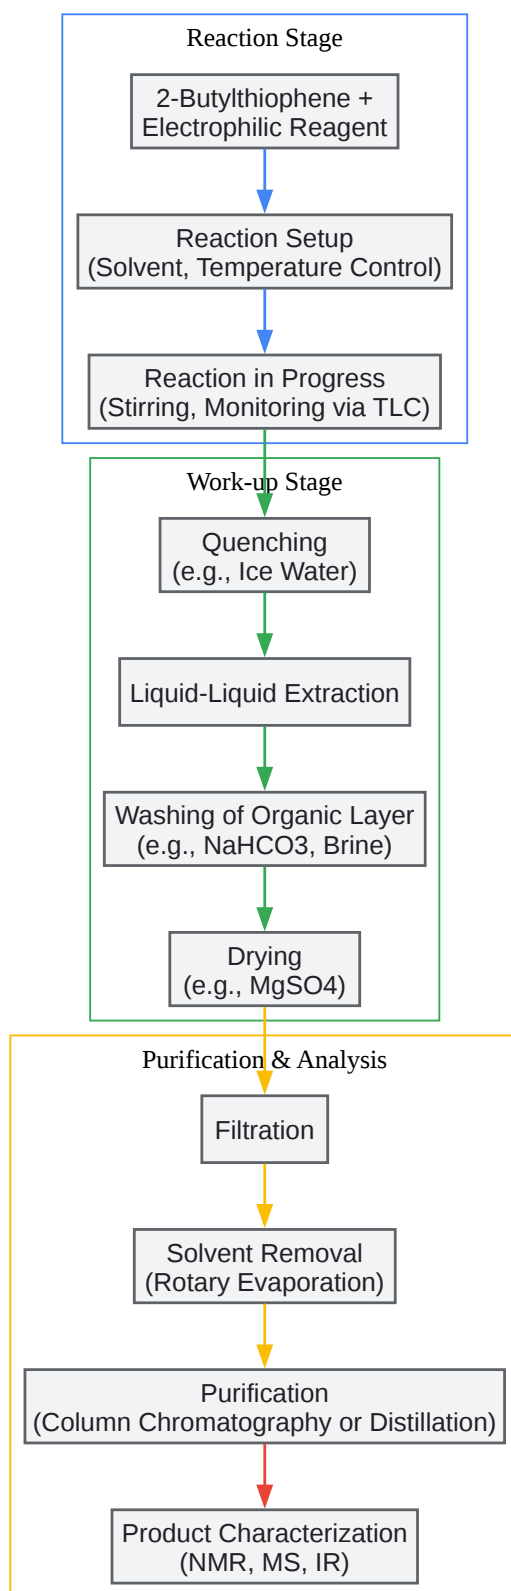 Reaction Stage
2-Butylthiophene +
Electrophilic Reagent
Reaction Setup
(Solvent, Temperature Control)
Reaction in Progress
(Stirring, Monitoring via TLC)
Work-up Stage
Quenching
(e.g., Ice Water)
Liquid-Liquid Extraction
Washing of Organic Layer
(e.g., NaHCO3, Brine)
Drying
(e.g., MgSO4)
Purification & Analysis
Filtration
Solvent Removal
(Rotary Evaporation)
Purification
(Column Chromatography or Distillation)
Product Characterization
(NMR, MS, IR)